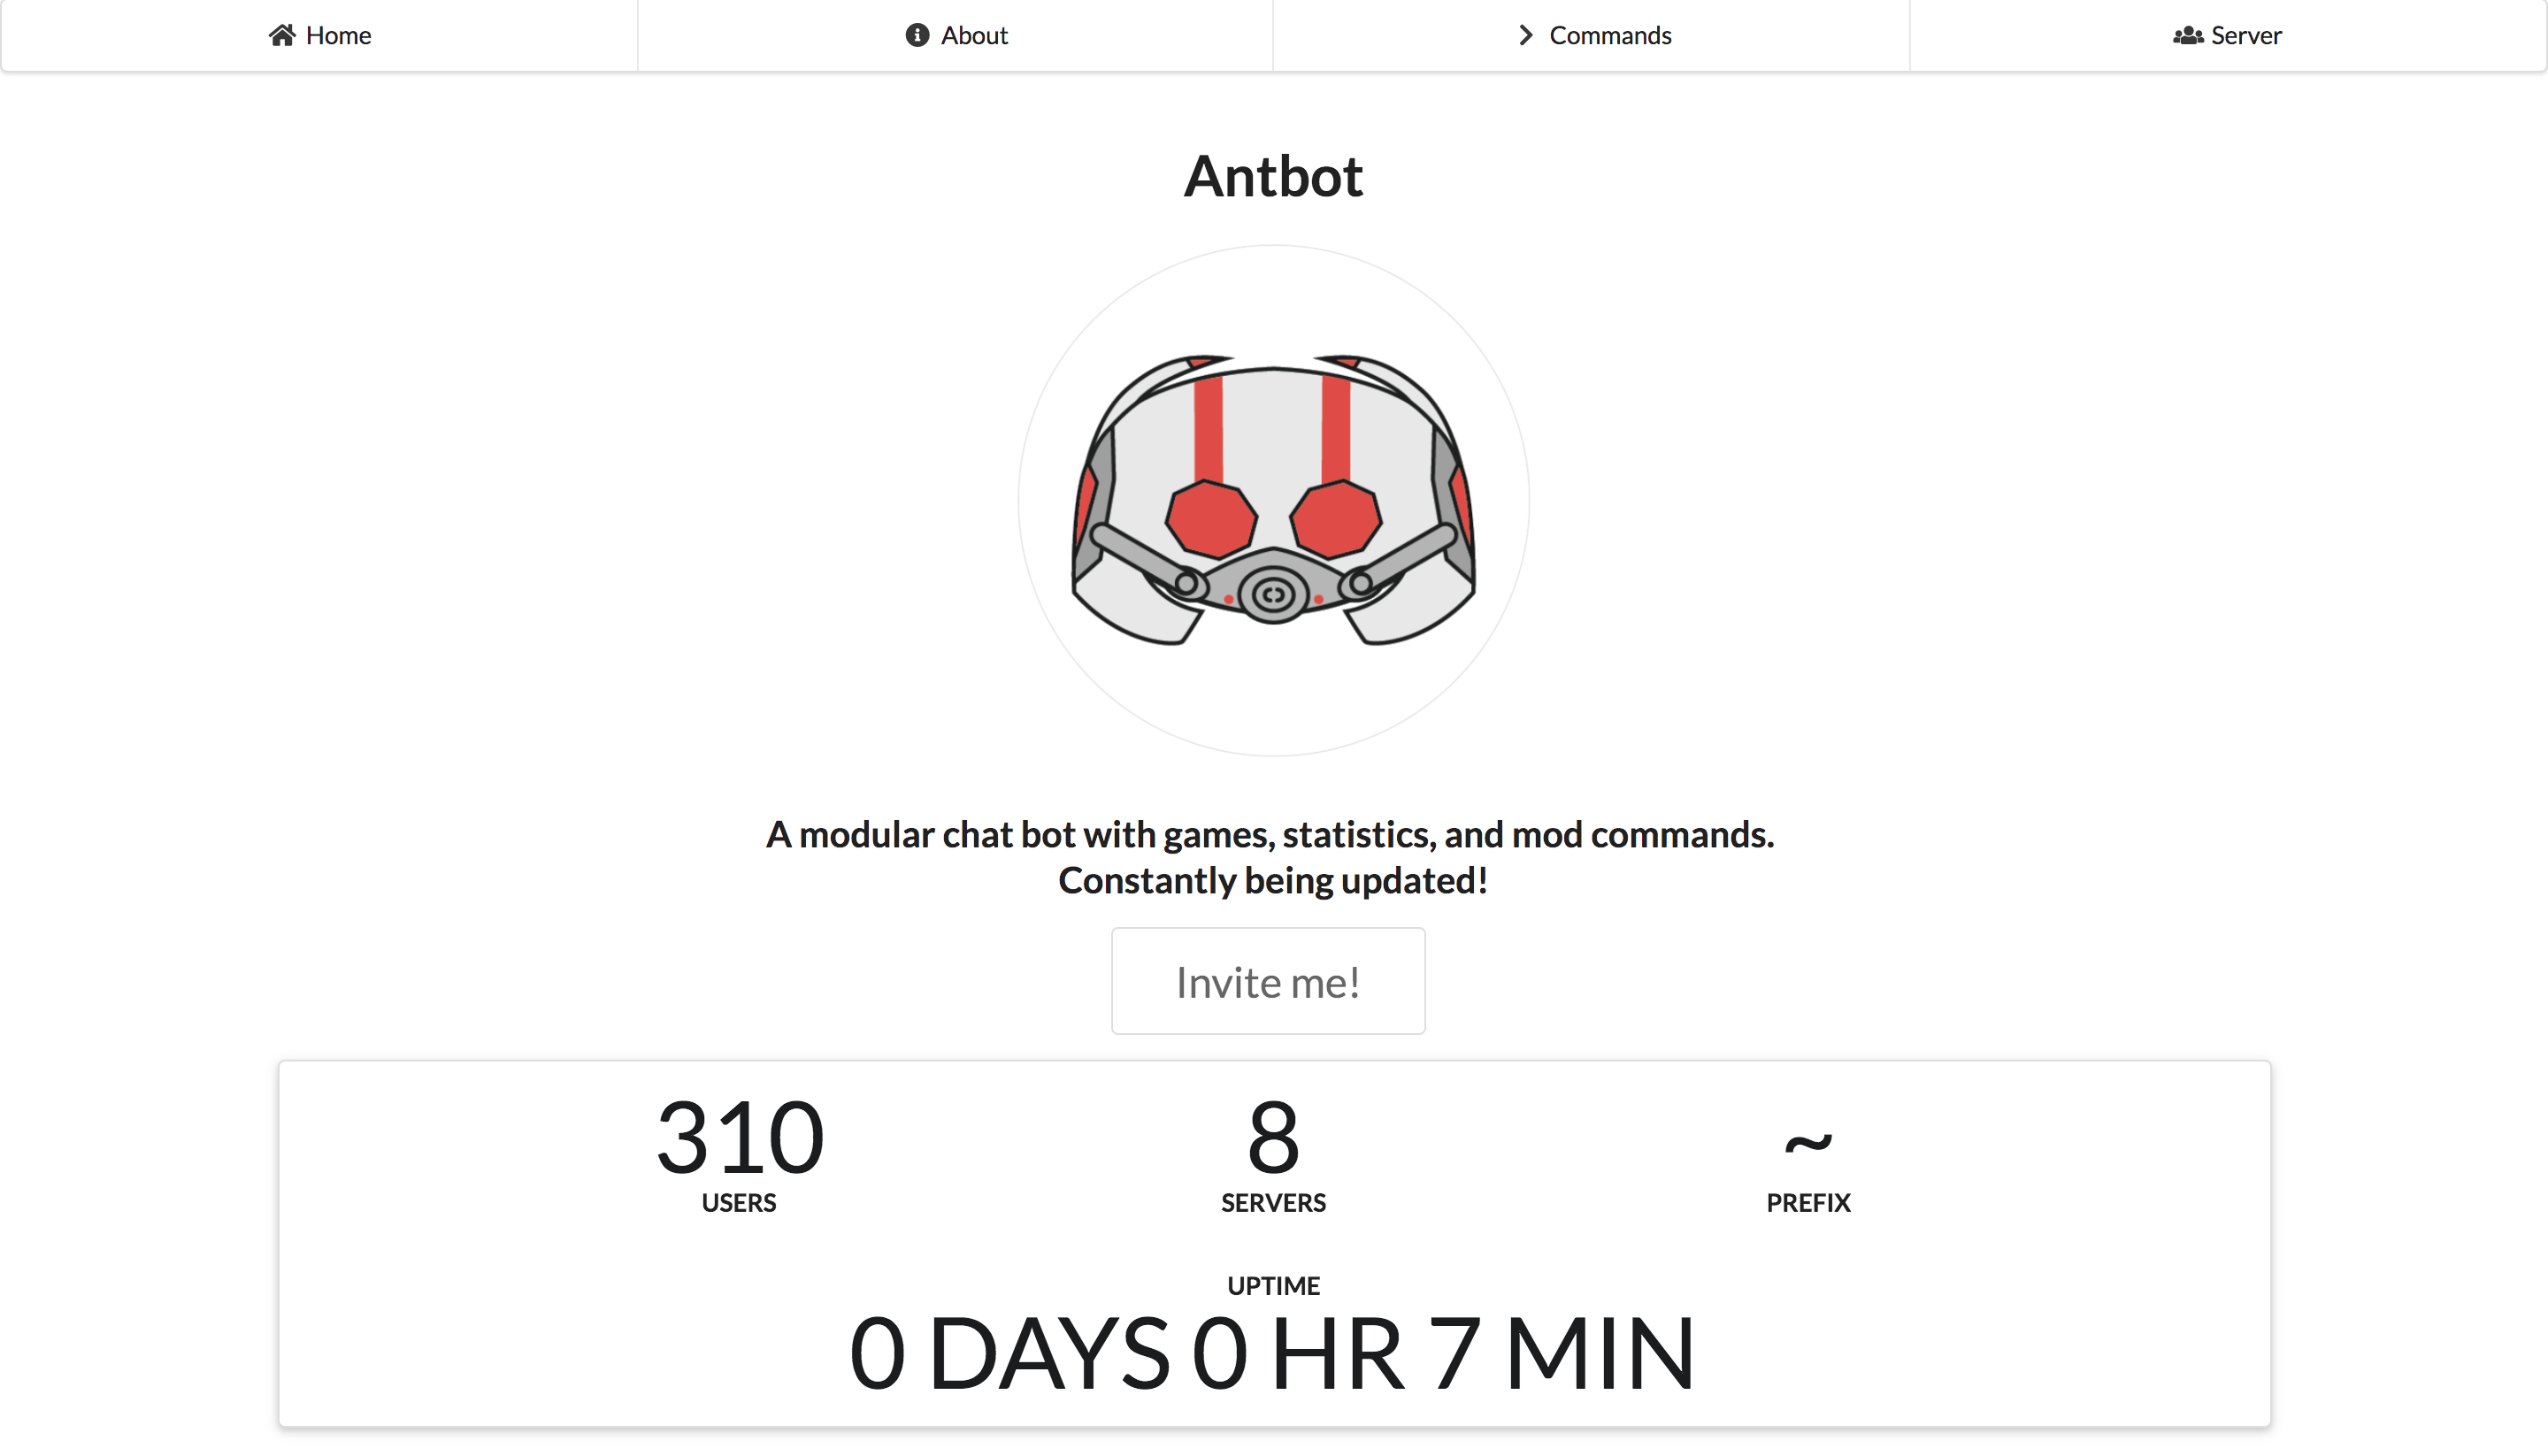 Home About Commands Server
Antbot
A modular chat bot with games, statistics, and mod commands.
Constantly being updated!
Invite me!
310 8 ~
USERS SERVERS PREFIX
UPTIME
0 DAYS 0 HR 7 MIN